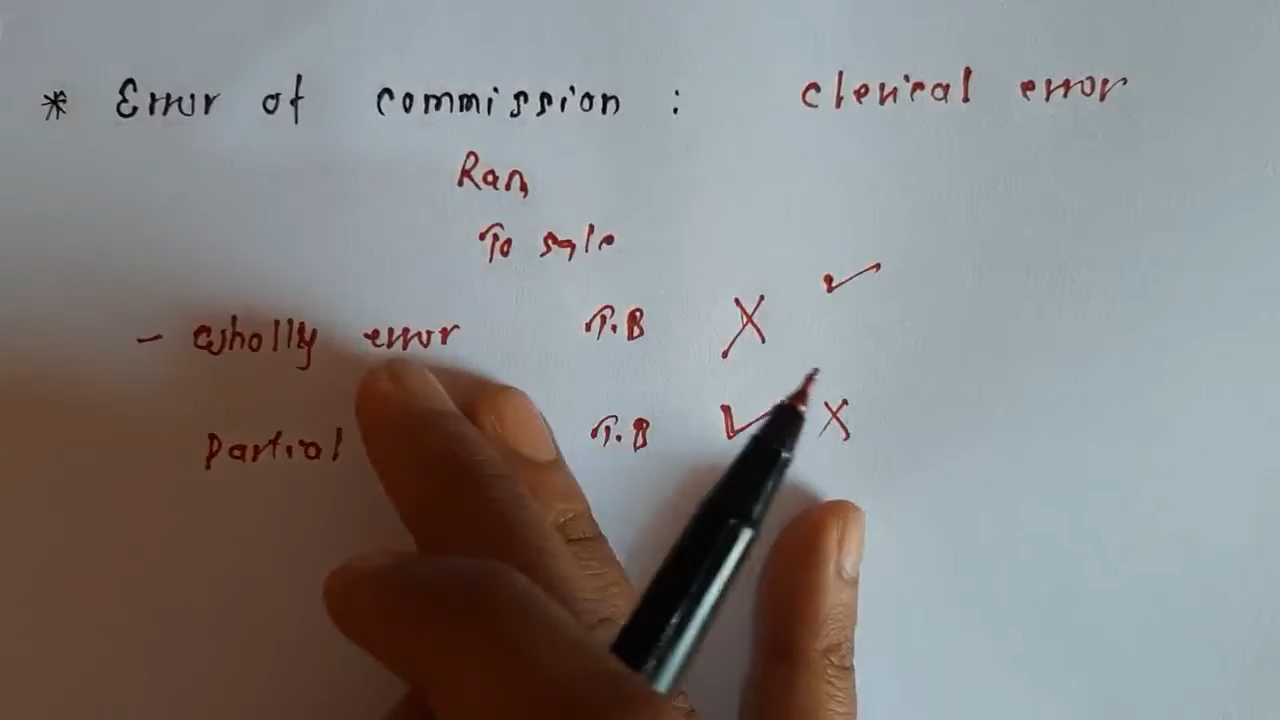 * Error of commission : clerical error
Ram
To sale
- wholly error T.B X ✓
Partial T.B ✓ X